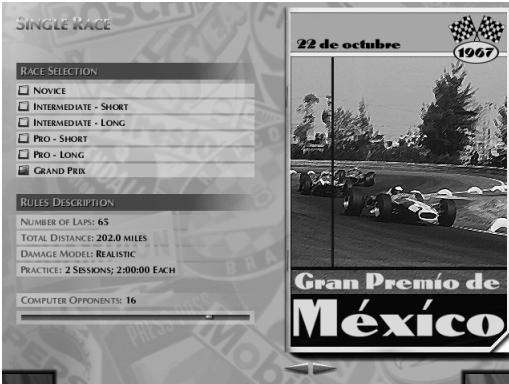 Single Race
Race Selection
Novice
Intermediate - Short
Intermediate - Long
Pro - Short
Pro - Long
Grand Prix
Rules Description
Number of Laps: 65
Total Distance: 202.0 miles
Damage Model: Realistic
Practice: 2 Sessions; 2:00:00 Each
Computer Opponents: 16
22 de octubre
1967
Gran Premío de
Méxíco